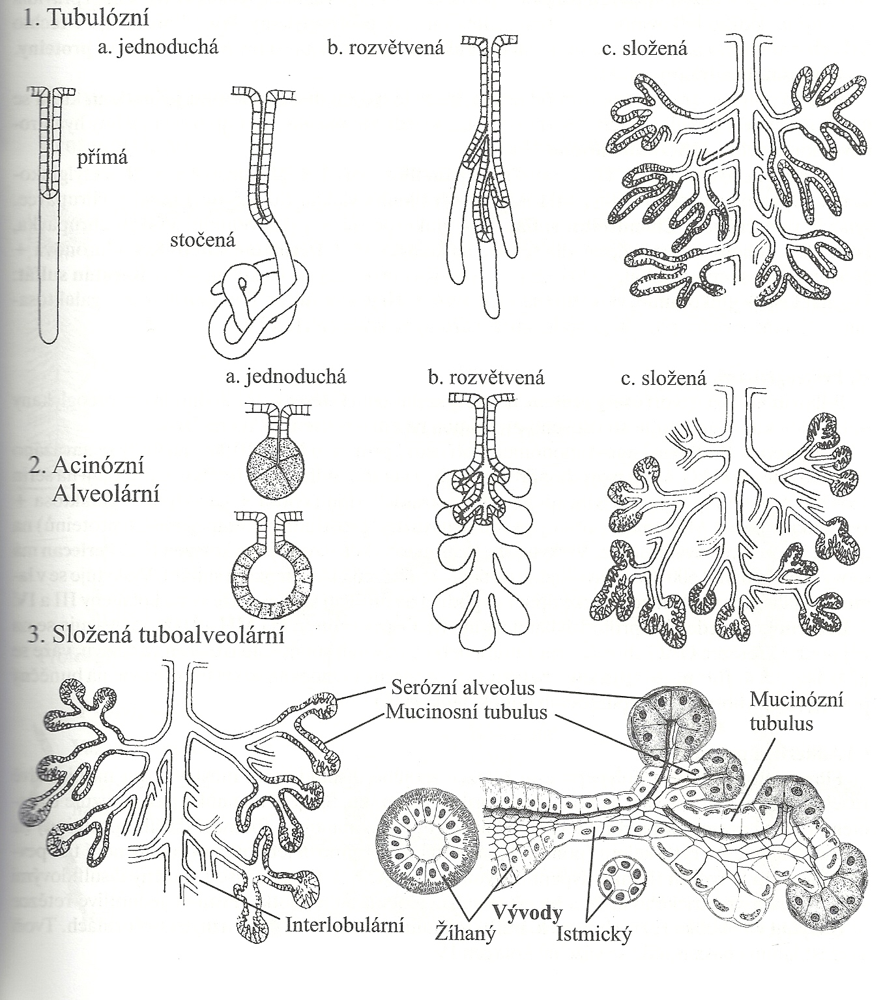 1. Tubulózní
a. jednoduchá
b. rozvětvená
c. složená
přímá
stočená
a. jednoduchá
b. rozvětvená
c. složená
2. Acinózní
Alveolární
3. Složená tuboalveolární
Serózní alveolus
Mucinosní tubulus
Mucinózní
tubulus
Interlobulární
Vývody
Žíhaný
Istmický